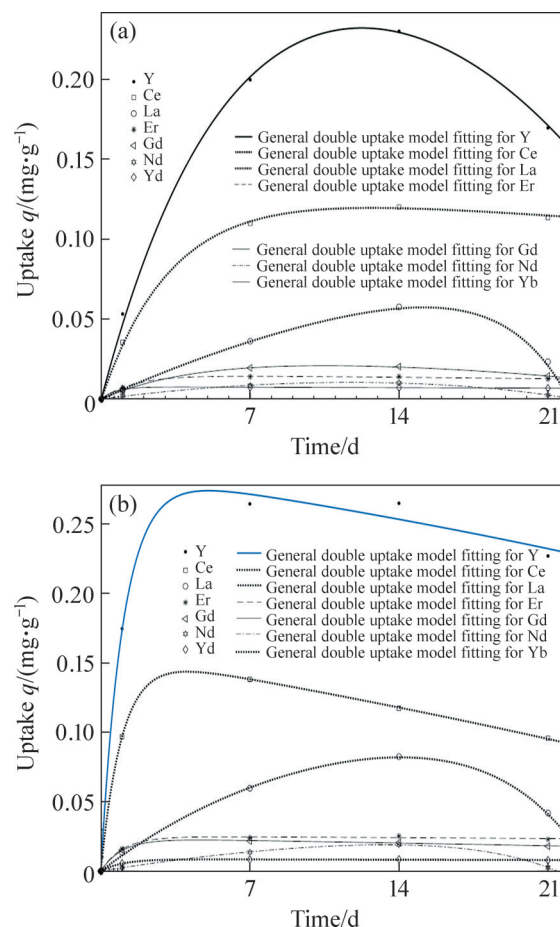 (a)
0.20
0.15
0.10
0.05
0
Uptake q/(mg•g⁻¹)
Y
Ce
La
Er
Gd
Nd
Yd
General double uptake model fitting for Y
General double uptake model fitting for Ce
General double uptake model fitting for La
General double uptake model fitting for Er
General double uptake model fitting for Gd
General double uptake model fitting for Nd
General double uptake model fitting for Yb
7
14
21
Time/d
(b)
0.25
0.20
0.15
0.10
0.05
0
Uptake q/(mg•g⁻¹)
Y
Ce
La
Er
Gd
Nd
Yd
General double uptake model fitting for Y
General double uptake model fitting for Ce
General double uptake model fitting for La
General double uptake model fitting for Er
General double uptake model fitting for Gd
General double uptake model fitting for Nd
General double uptake model fitting for Yb
7
14
21
Time/d